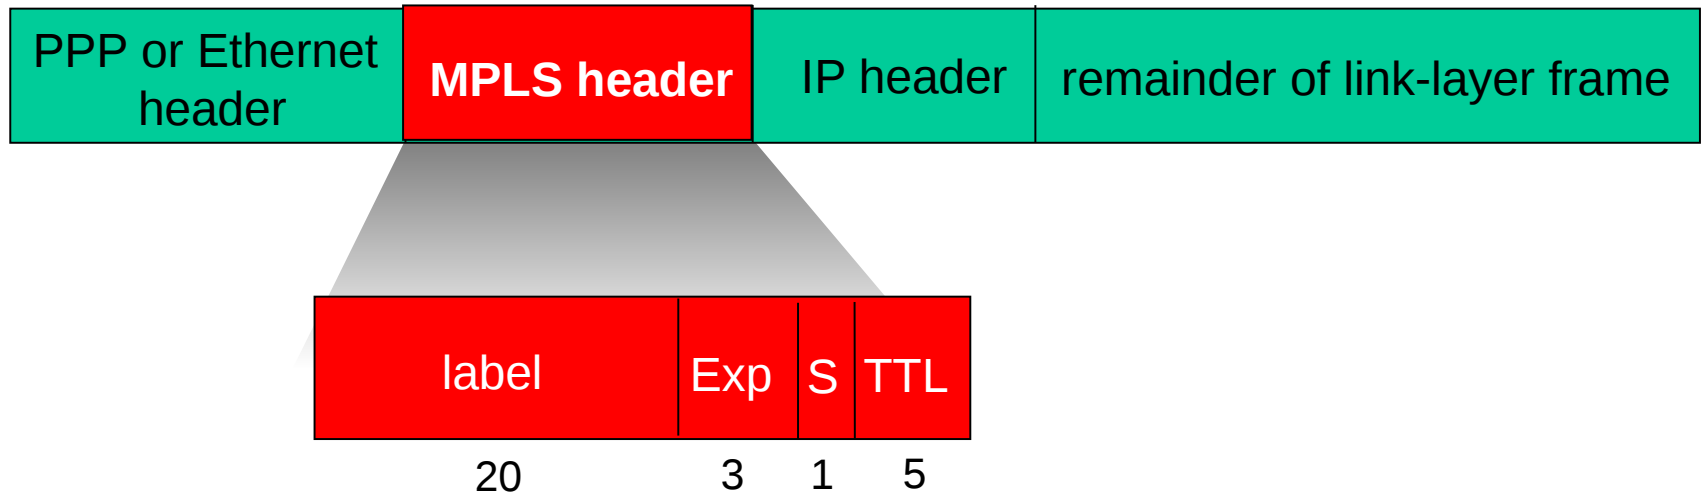 PPP or Ethernet
header
MPLS header
IP header
remainder of link-layer frame
label
Exp
S
TTL
20
3
1
5